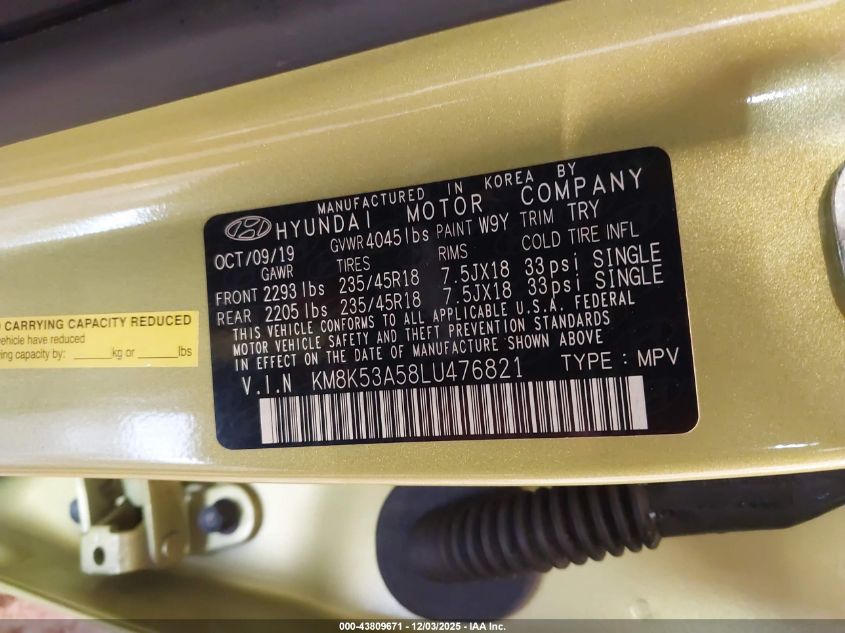 MANUFACTURED IN KOREA BY
HYUNDAI MOTOR COMPANY
OCT/09/19 GVWR 4045 lbs PAINT W9Y TRIM TRY
GAWR TIRES RIMS COLD TIRE INFL
FRONT 2293 lbs 235/45R18 7.5JX18 33 psi SINGLE
REAR 2205 lbs 235/45R18 7.5JX18 33 psi SINGLE
THIS VEHICLE CONFORMS TO ALL APPLICABLE U.S.A. FEDERAL
MOTOR VEHICLE SAFETY AND THEFT PREVENTION STANDARDS
IN EFFECT ON THE DATE OF MANUFACTURE SHOWN ABOVE
V.I.N KM8K53A58LU476821 TYPE : MPV
CARRYING CAPACITY REDUCED
vehicle have reduced
ying capacity by: ____ kg or ____ lbs
000-43809671 - 12/03/2025 - IAA Inc.